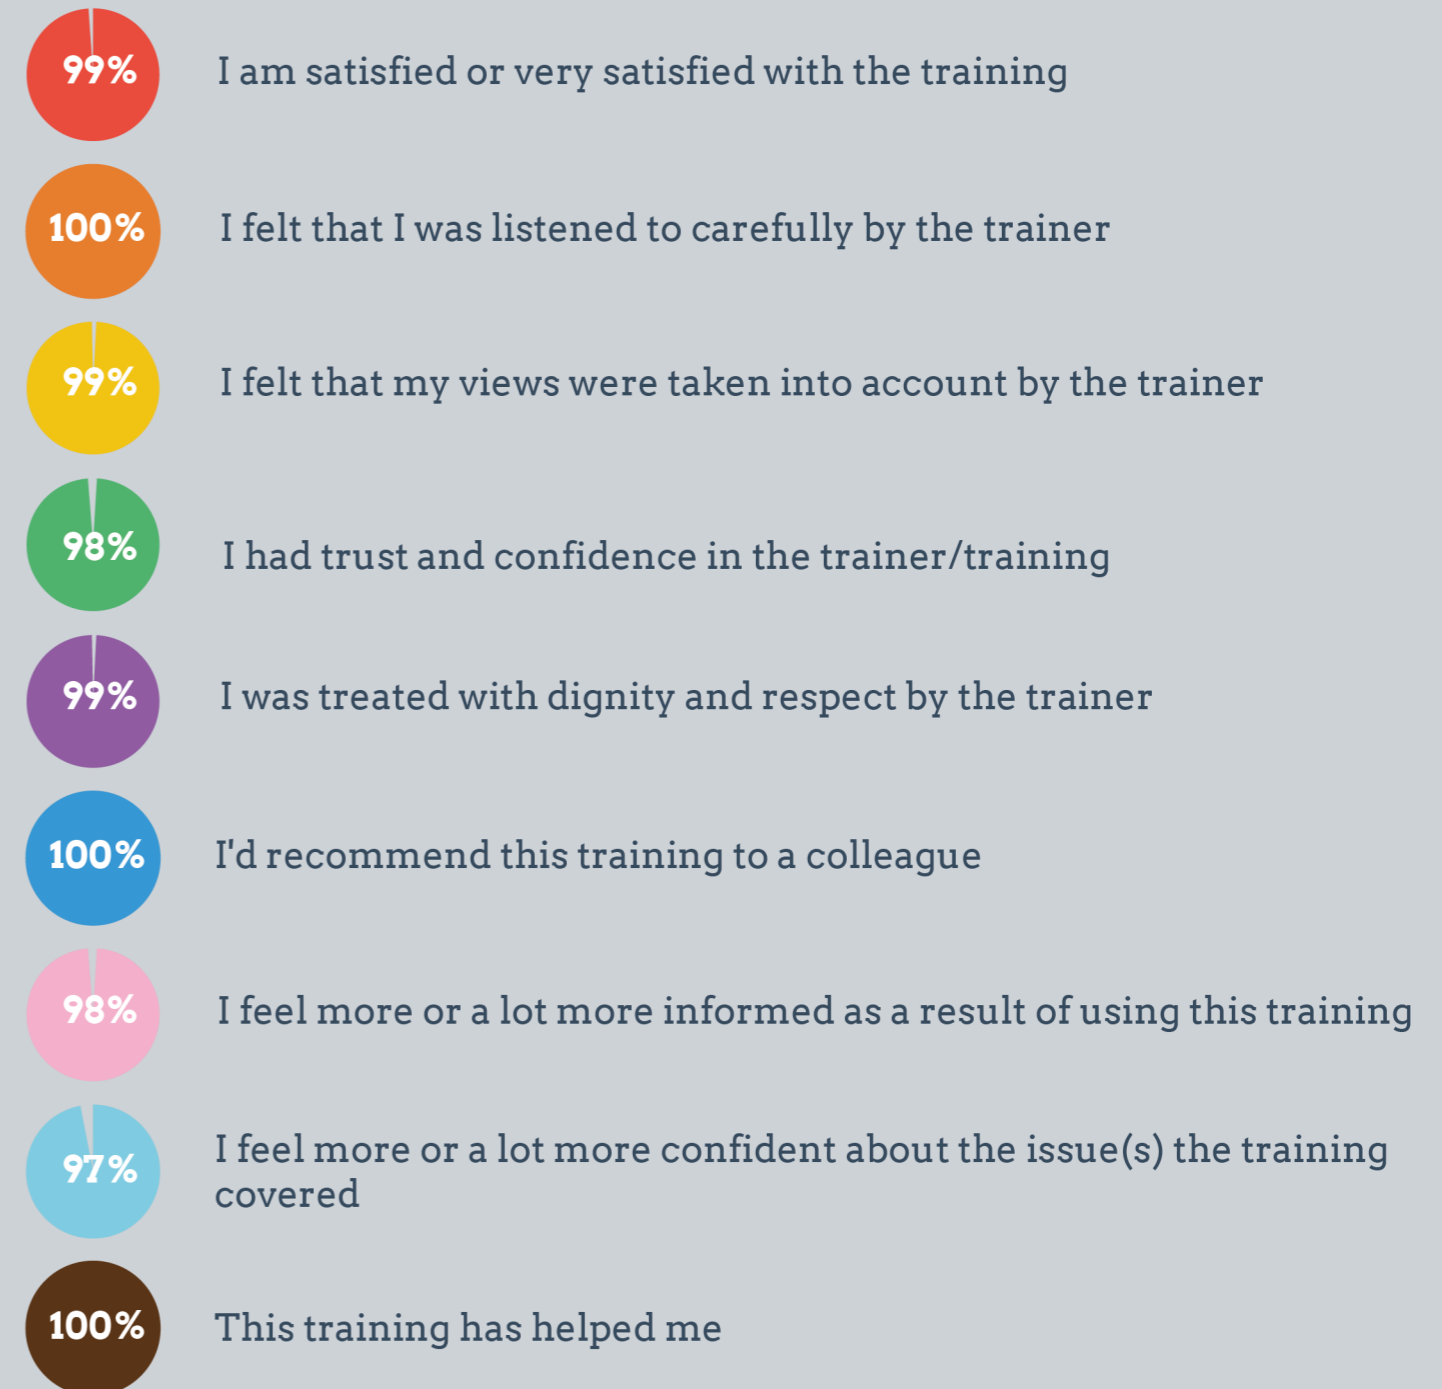 99%
I am satisfied or very satisfied with the training
100%
I felt that I was listened to carefully by the trainer
99%
I felt that my views were taken into account by the trainer
98%
I had trust and confidence in the trainer/training
99%
I was treated with dignity and respect by the trainer
100%
I'd recommend this training to a colleague
98%
I feel more or a lot more informed as a result of using this training
97%
I feel more or a lot more confident about the issue(s) the training
covered
100%
This training has helped me